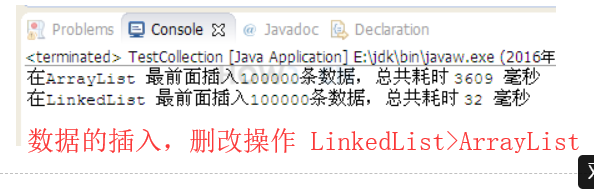 Problems Console @ Javadoc Declaration
<terminated> TestCollection [Java Application] E:\jdk\bin\javaw.exe (2016年
在ArrayList 最前面插入100000条数据，总共耗时 3609 毫秒
在LinkedList 最前面插入100000条数据，总共耗时 32 毫秒
数据的插入，删改操作 LinkedList>ArrayList